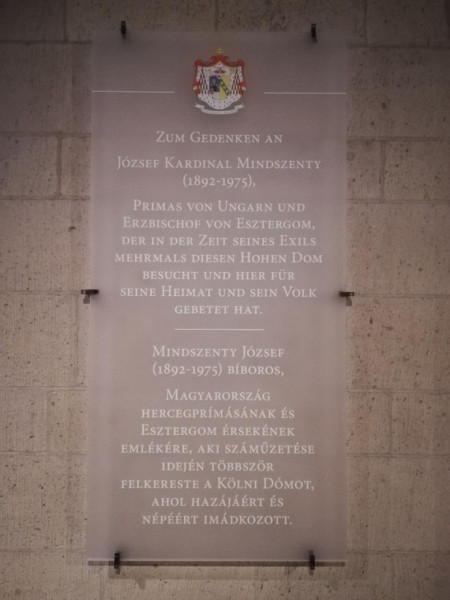 Zum Gedenken an
József Kardinal Mindszenty
(1892-1975),
Primas von Ungarn und
Erzbischof von Esztergom,
der in der Zeit seines Exils
mehrmals diesen Hohen Dom
besucht und hier für
seine Heimat und sein Volk
gebetet hat.
Mindszenty József
(1892-1975) bíboros,
Magyarország
hercegprímásának és
Esztergom érsekének
emlékére, aki száműzetése
idején többször
felkereste a Kölni Dómot,
ahol hazájáért és
népéért imádkozott.